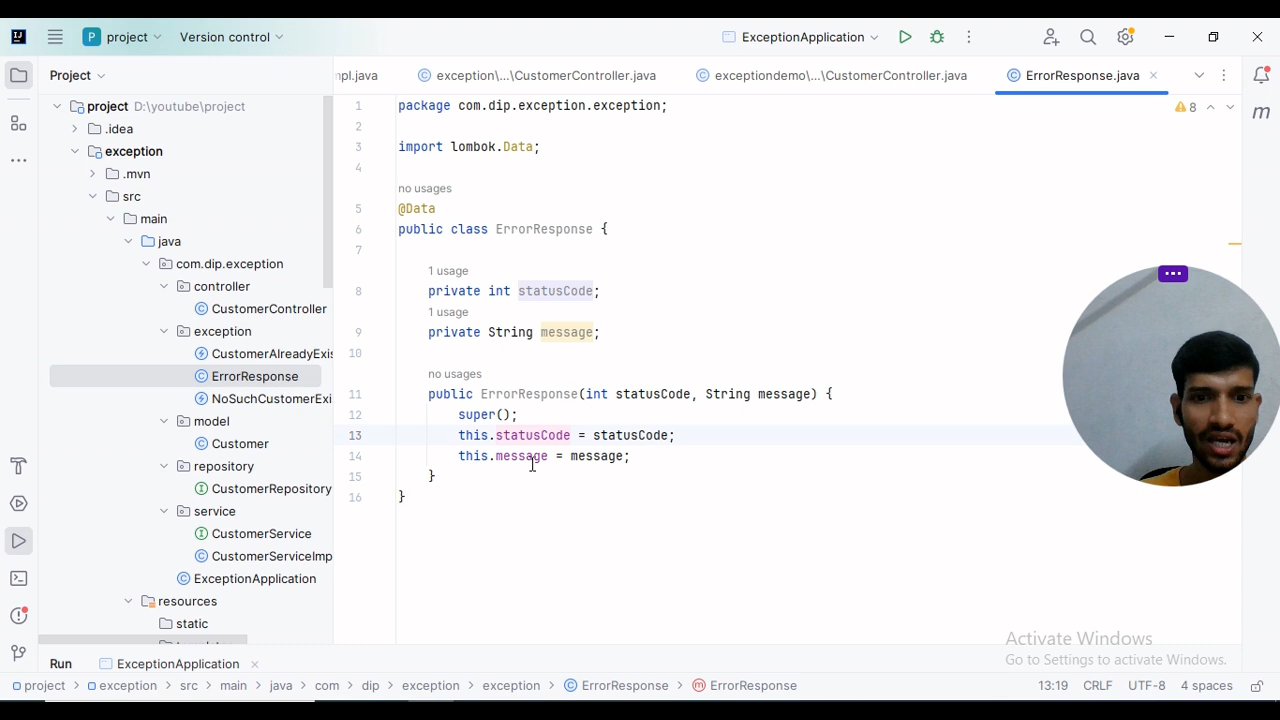 IJ
P project
Version control
ExceptionApplication
Project
mpl.java
exception\...\CustomerController.java
exceptiondemo\...\CustomerController.java
ErrorResponse.java
8
project D:\youtube\project
.idea
exception
.mvn
src
main
java
com.dip.exception
controller
CustomerController
exception
CustomerAlreadyExis
ErrorResponse
NoSuchCustomerExi
model
Customer
repository
CustomerRepository
service
CustomerService
CustomerServiceImp
ExceptionApplication
resources
static
1 package com.dip.exception.exception;
2
3 import lombok.Data;
4
no usages
5 @Data
6 public class ErrorResponse {
7
1 usage
8 private int statusCode;
1 usage
9 private String message;
10
no usages
11 public ErrorResponse(int statusCode, String message) {
12 super();
13 this.statusCode = statusCode;
14 this.message = message;
15 }
16 }
m
Activate Windows
Go to Settings to activate Windows.
Run
ExceptionApplication
project > exception > src > main > java > com > dip > exception > exception > ErrorResponse > ErrorResponse
13:19 CRLF UTF-8 4 spaces